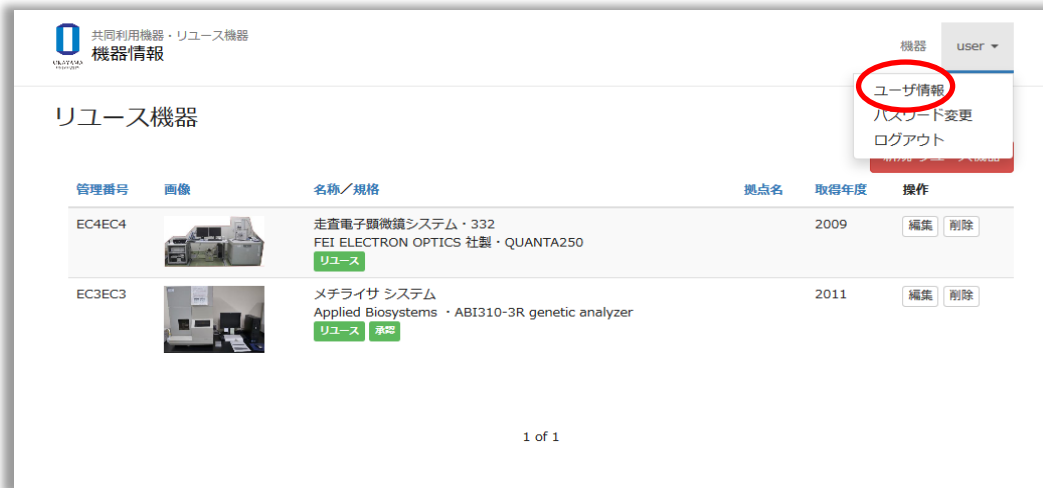 共同利用機器・リユース機器
機器情報
OKAYAMA
機器 user
ユーザ情報
パスワード変更
ログアウト
リユース機器
管理番号 画像 名称／規格 拠点名 取得年度 操作
EC4EC4 走査電子顕微鏡システム・332 2009 編集 削除
FEI ELECTRON OPTICS 社製・QUANTA250
リユース
EC3EC3 メチライサ システム 2011 編集 削除
Applied Biosystems ・ABI310-3R genetic analyzer
リユース 承認
1 of 1